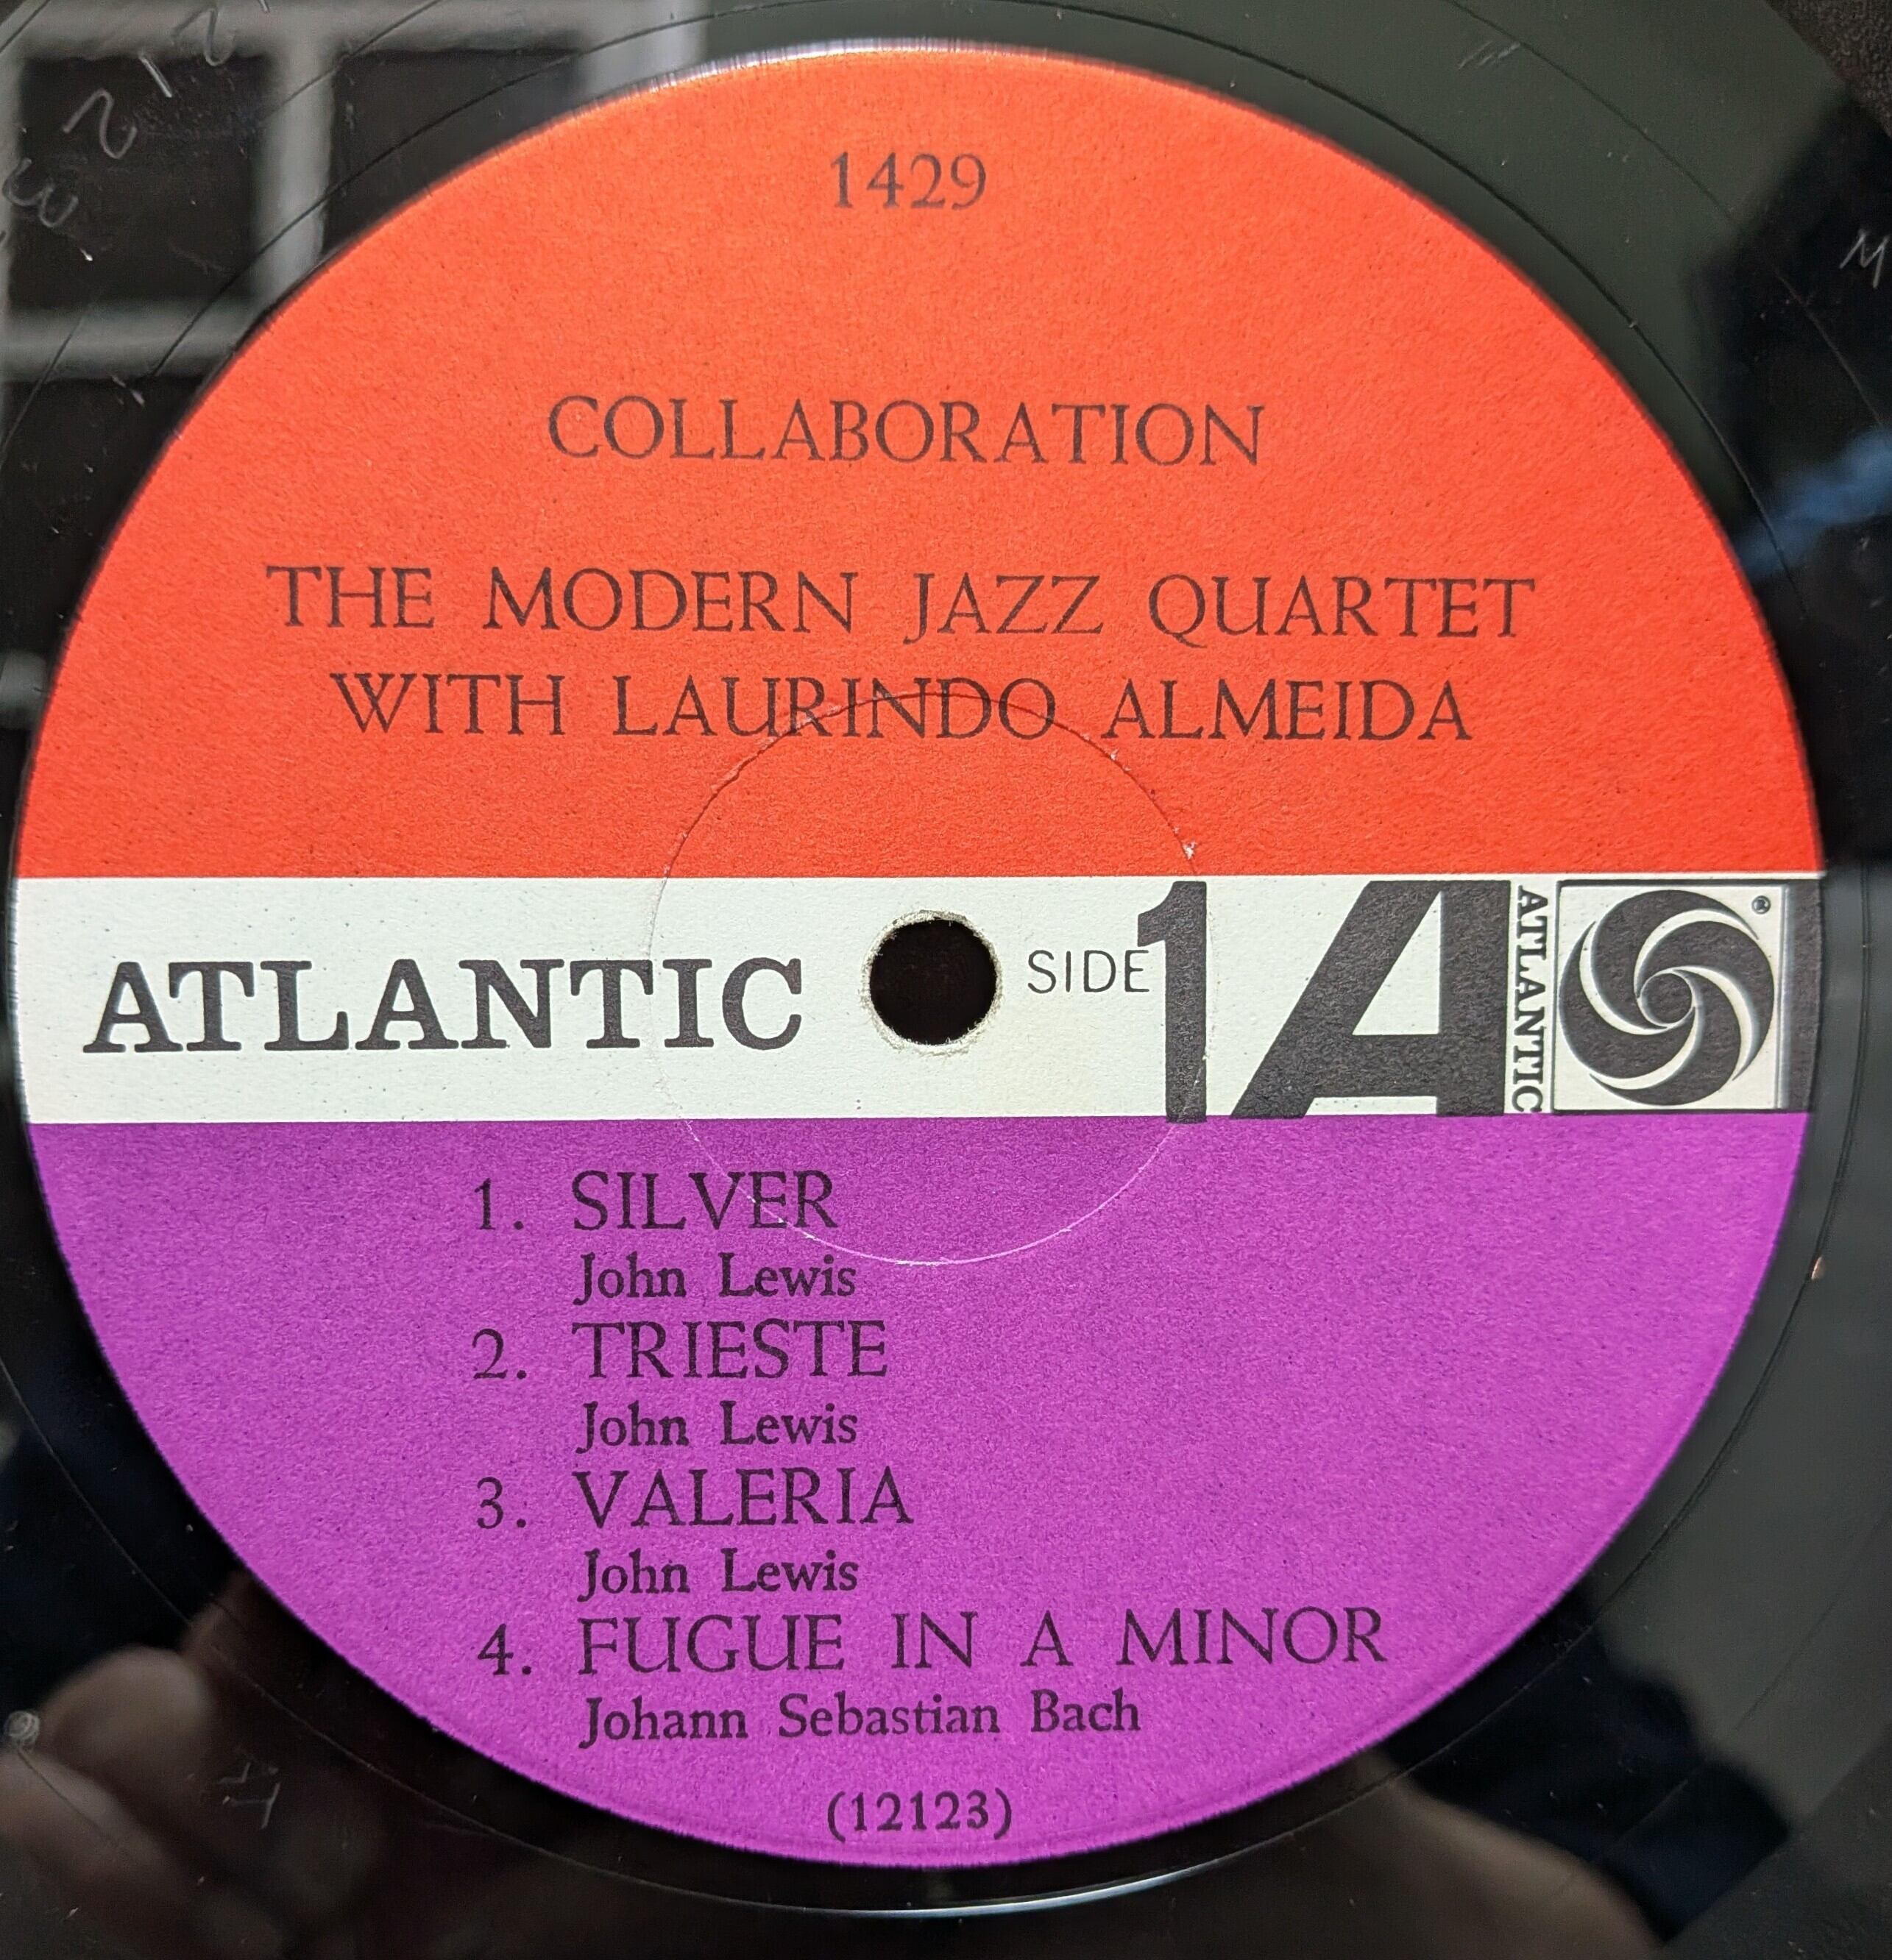 1429
COLLABORATION
THE MODERN JAZZ QUARTET
WITH LAURINDO ALMEIDA
ATLANTIC
SIDE 1 A
ATLANTIC
®
1. SILVER
John Lewis
2. TRIESTE
John Lewis
3. VALERIA
John Lewis
4. FUGUE IN A MINOR
Johann Sebastian Bach
(12123)